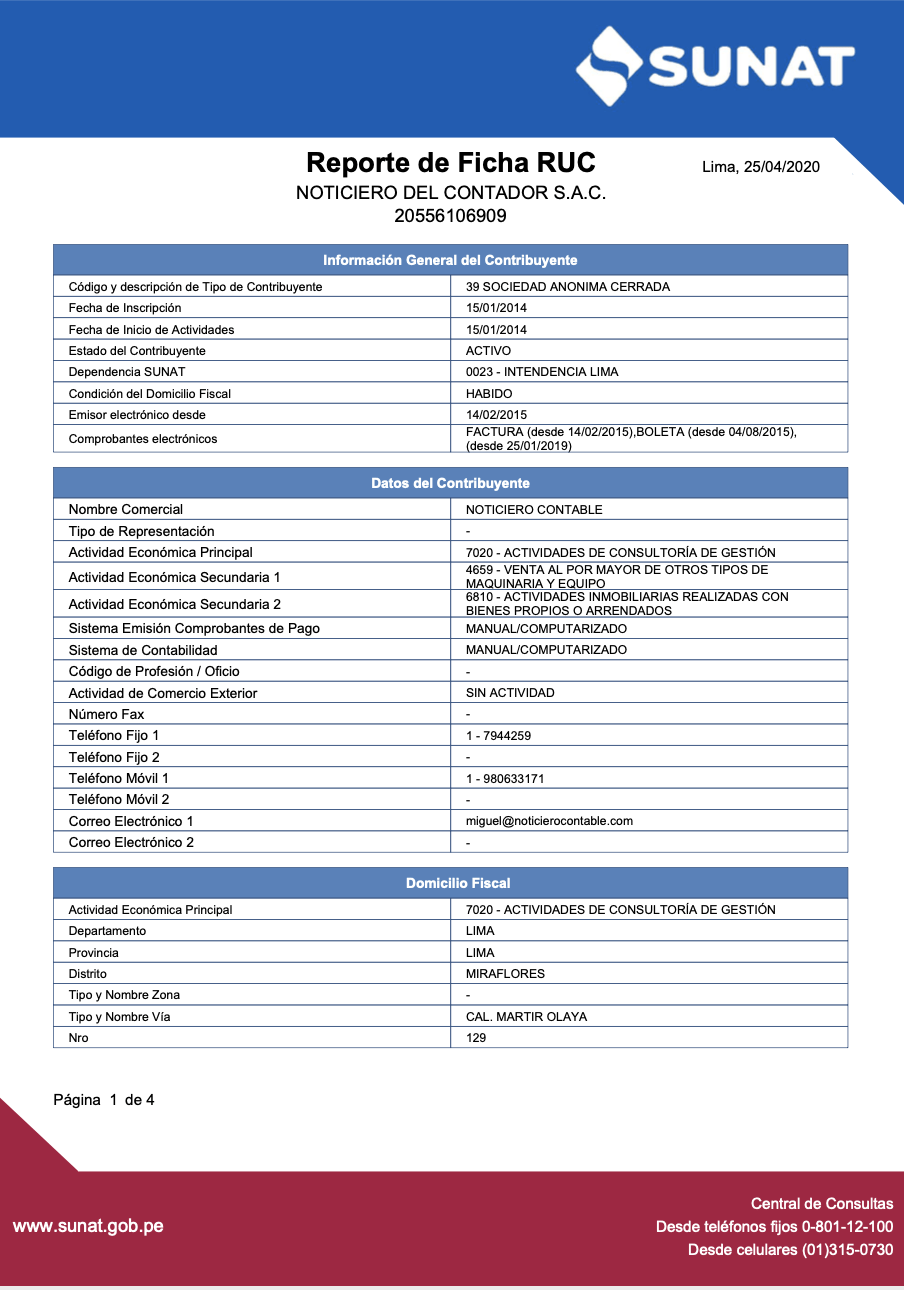 SUNAT
Reporte de Ficha RUC
Lima, 25/04/2020
NOTICIERO DEL CONTADOR S.A.C.
20556106909
Información General del Contribuyente
Código y descripción de Tipo de Contribuyente 39 SOCIEDAD ANONIMA CERRADA
Fecha de Inscripción 15/01/2014
Fecha de Inicio de Actividades 15/01/2014
Estado del Contribuyente ACTIVO
Dependencia SUNAT 0023 - INTENDENCIA LIMA
Condición del Domicilio Fiscal HABIDO
Emisor electrónico desde 14/02/2015
Comprobantes electrónicos FACTURA (desde 14/02/2015),BOLETA (desde 04/08/2015),
(desde 25/01/2019)
Datos del Contribuyente
Nombre Comercial NOTICIERO CONTABLE
Tipo de Representación -
Actividad Económica Principal 7020 - ACTIVIDADES DE CONSULTORÍA DE GESTIÓN
Actividad Económica Secundaria 1 4659 - VENTA AL POR MAYOR DE OTROS TIPOS DE
MAQUINARIA Y EQUIPO
Actividad Económica Secundaria 2 6810 - ACTIVIDADES INMOBILIARIAS REALIZADAS CON
BIENES PROPIOS O ARRENDADOS
Sistema Emisión Comprobantes de Pago MANUAL/COMPUTARIZADO
Sistema de Contabilidad MANUAL/COMPUTARIZADO
Código de Profesión / Oficio -
Actividad de Comercio Exterior SIN ACTIVIDAD
Número Fax -
Teléfono Fijo 1 1 - 7944259
Teléfono Fijo 2 -
Teléfono Móvil 1 1 - 980633171
Teléfono Móvil 2 -
Correo Electrónico 1 miguel@noticierocontable.com
Correo Electrónico 2 -
Domicilio Fiscal
Actividad Económica Principal 7020 - ACTIVIDADES DE CONSULTORÍA DE GESTIÓN
Departamento LIMA
Provincia LIMA
Distrito MIRAFLORES
Tipo y Nombre Zona -
Tipo y Nombre Vía CAL. MARTIR OLAYA
Nro 129
Página 1 de 4
www.sunat.gob.pe
Central de Consultas
Desde teléfonos fijos 0-801-12-100
Desde celulares (01)315-0730